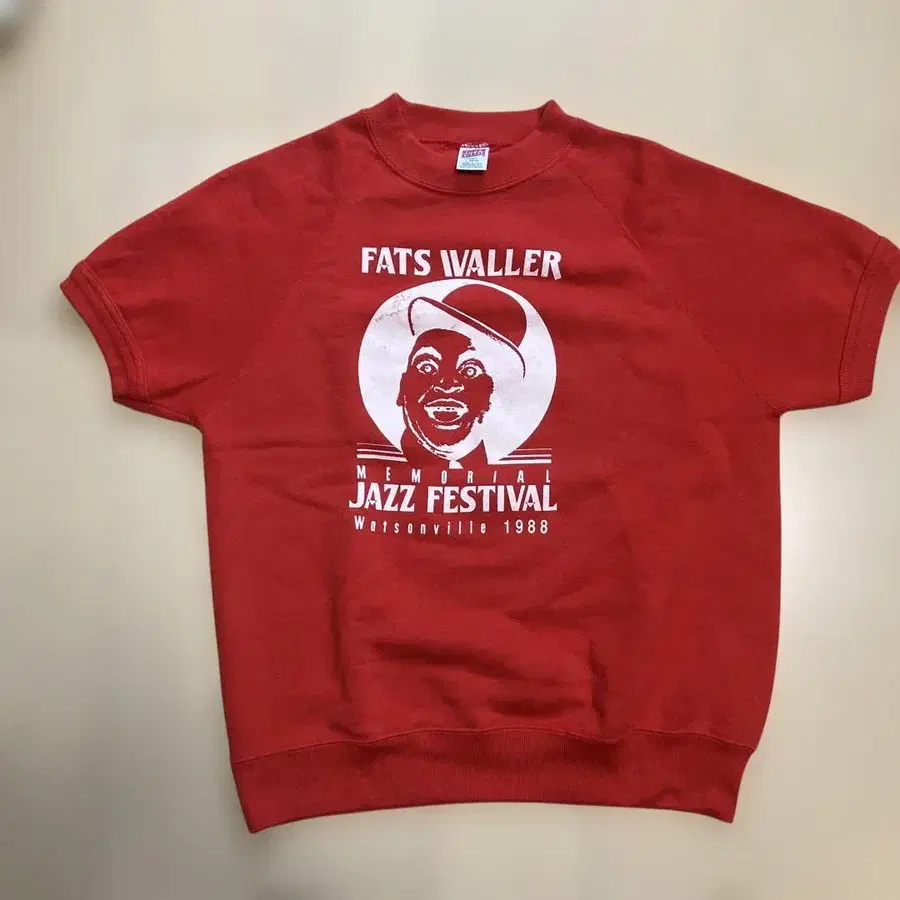 FATS WALLER
MEMORIAL
JAZZ FESTIVAL
Watsonville 1988